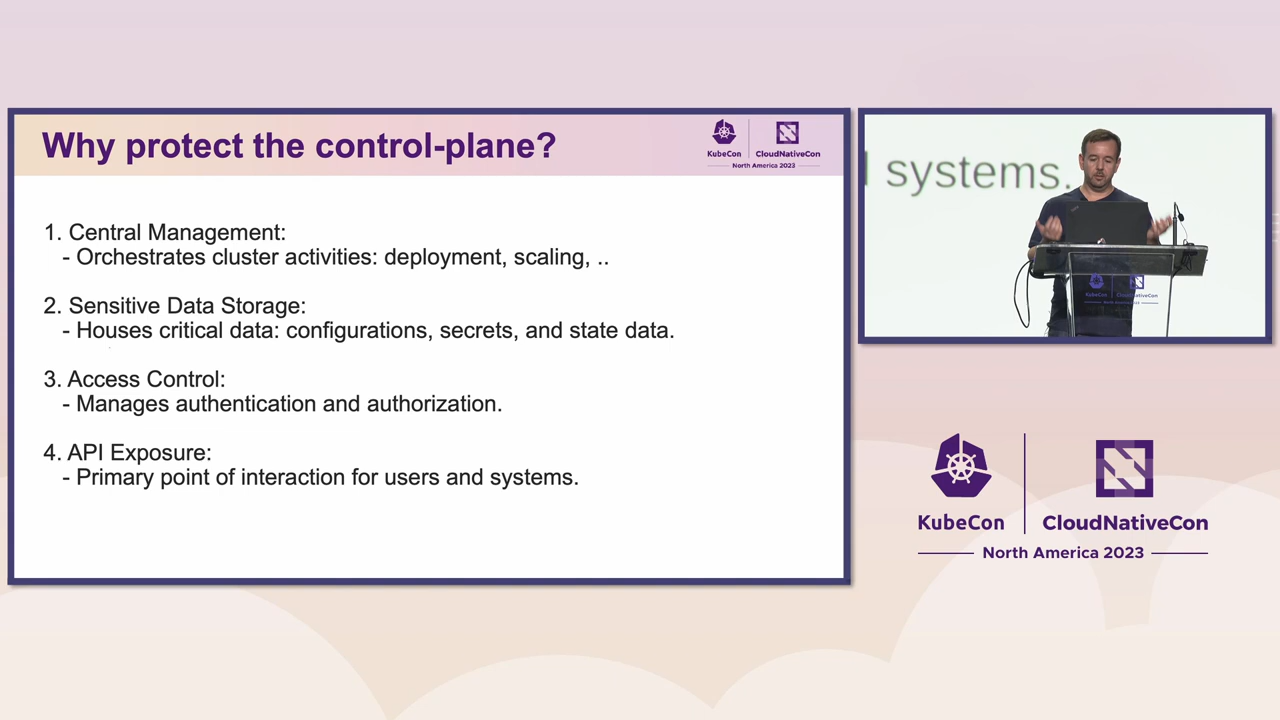 Why protect the control-plane?
KubeCon
CloudNativeCon
North America 2023
1. Central Management:
- Orchestrates cluster activities: deployment, scaling, ..
2. Sensitive Data Storage:
- Houses critical data: configurations, secrets, and state data.
3. Access Control:
- Manages authentication and authorization.
4. API Exposure:
- Primary point of interaction for users and systems.
systems.
KubeCon
CloudNativeCon
KubeCon
CloudNativeCon
North America 2023